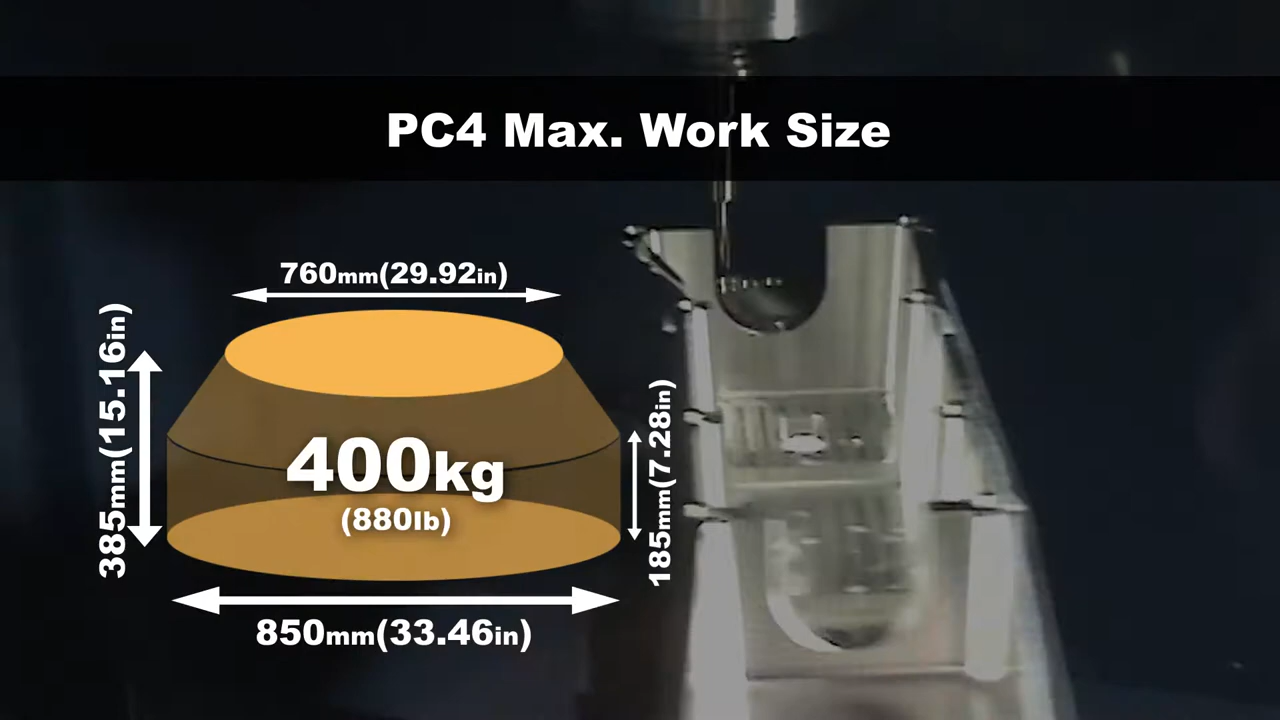 PC4 Max. Work Size
760mm(29.92in)
385mm(15.16in)
400kg
(880lb)
185mm(7.28in)
850mm(33.46in)